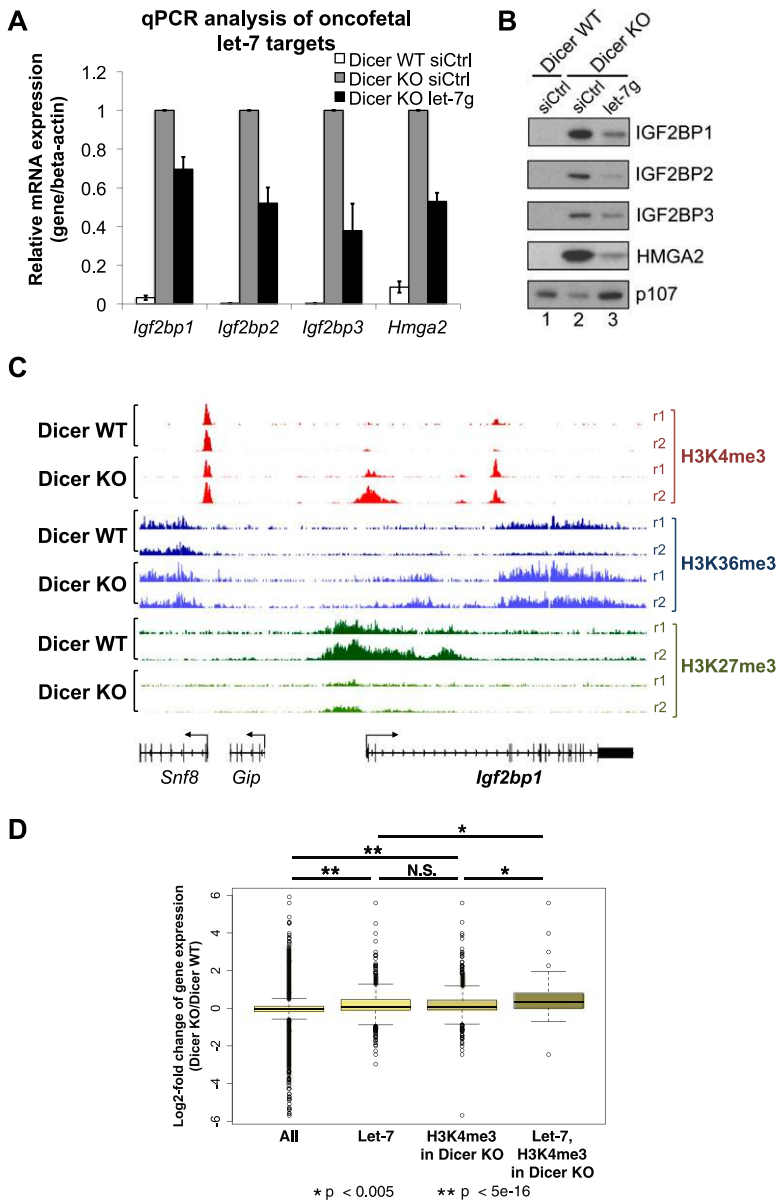 A
qPCR analysis of oncofetal
let-7 targets
Dicer WT siCtrl
Dicer KO siCtrl
Dicer KO let-7g
Relative mRNA expression
(gene/beta-actin)
1.2
1
0.8
0.6
0.4
0.2
0
Igf2bp1 Igf2bp2 Igf2bp3 Hmga2
B
Dicer WT Dicer KO
siCtrl siCtrl let-7g
IGF2BP1
IGF2BP2
IGF2BP3
HMGA2
p107
1 2 3
C
Dicer WT r1
r2
Dicer KO r1
r2
H3K4me3
Dicer WT r1
r2
Dicer KO r1
r2
H3K36me3
Dicer WT r1
r2
Dicer KO r1
r2
H3K27me3
Snf8 Gip Igf2bp1
D
*
**
** N.S. *
Log2-fold change of gene expression
(Dicer KO/Dicer WT)
6
4
2
0
-2
-4
-6
All Let-7 H3K4me3 Let-7,
in Dicer KO H3K4me3
in Dicer KO
* p < 0.005 ** p < 5e-16